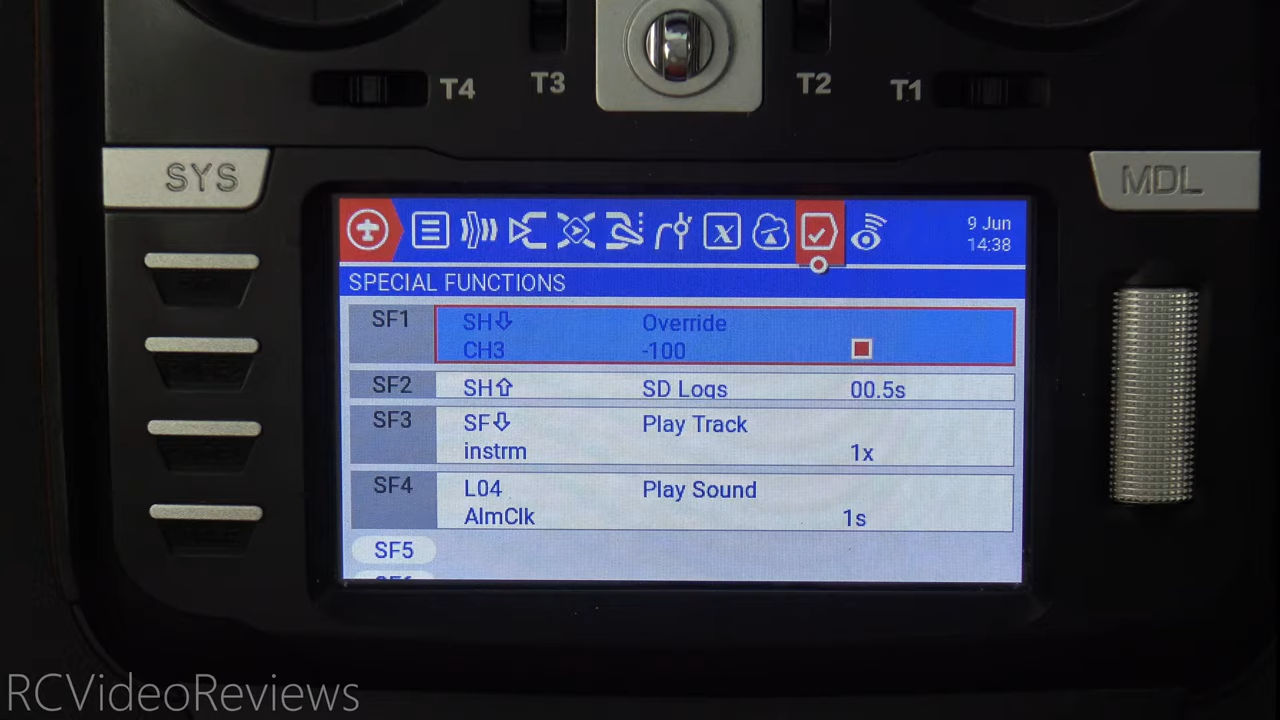 T4
T3
T2
T1
SYS
MDL
9 Jun
14:38
SPECIAL FUNCTIONS
SF1 SH⇩ Override
CH3 -100
SF2 SH⇧ SD Logs 00.5s
SF3 SF⇩ Play Track
instrm 1x
SF4 L04 Play Sound
AlmClk 1s
SF5
RCVideoReviews